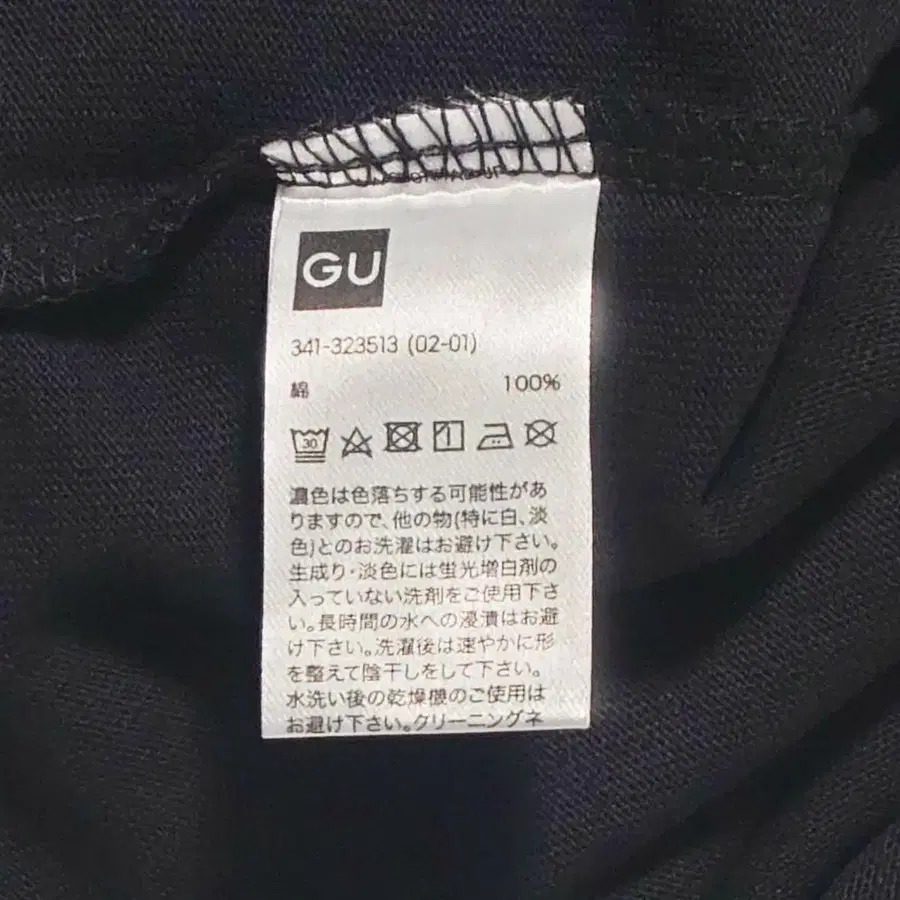 GU
341-323513 (02-01)
綿 100%
30
濃色は色落ちする可能性があ
りますので、他の物(特に白、淡
色)とのお洗濯はお避け下さい。
生成り・淡色には蛍光増白剤の
入っていない洗剤をご使用下さ
い。長時間の水への浸漬はお避
け下さい。洗濯後は速やかに形
を整えて陰干しをして下さい。
水洗い後の乾燥機のご使用は
お避け下さい。クリーニングネ